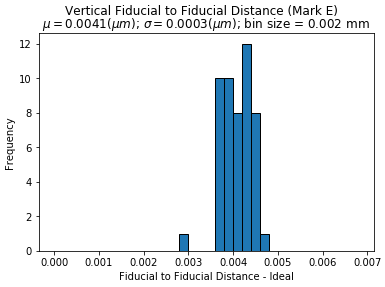 Vertical Fiducial to Fiducial Distance (Mark E)
μ = 0.0041(μm); σ = 0.0003(μm); bin size = 0.002 mm
12
10
8
6
4
2
0
Frequency
0.000 0.001 0.002 0.003 0.004 0.005 0.006 0.007
Fiducial to Fiducial Distance - Ideal